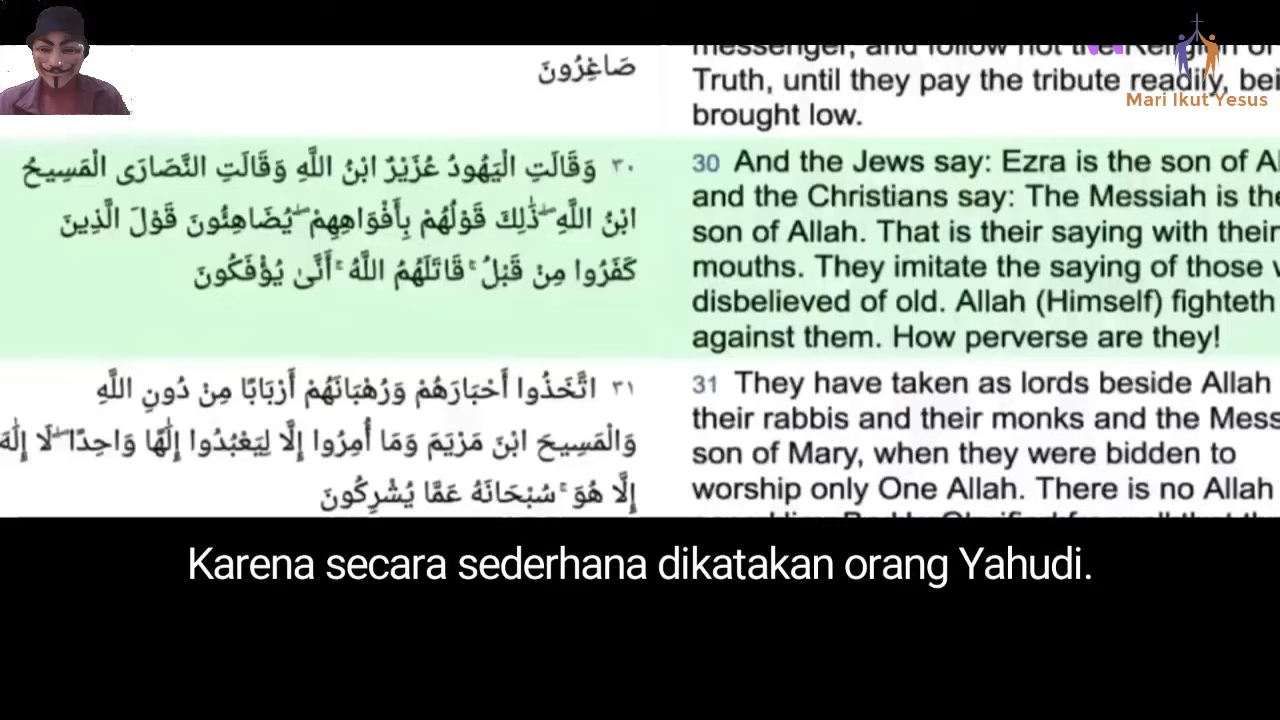 صَاغِرُونَ
٣٠ وَقَالَتِ الْيَهُودُ عُزَيْرٌ ابْنُ اللَّهِ وَقَالَتِ النَّصَارَى الْمَسِيحُ
ابْنُ اللَّهِ ۖ ذَٰلِكَ قَوْلُهُمْ بِأَفْوَاهِهِمْ ۖ يُضَاهِئُونَ قَوْلَ الَّذِينَ
كَفَرُوا مِنْ قَبْلُ ۚ قَاتَلَهُمُ اللَّهُ ۚ أَنَّىٰ يُؤْفَكُونَ
٣١ اتَّخَذُوا أَحْبَارَهُمْ وَرُهْبَانَهُمْ أَرْبَابًا مِنْ دُونِ اللَّهِ
وَالْمَسِيحَ ابْنَ مَرْيَمَ وَمَا أُمِرُوا إِلَّا لِيَعْبُدُوا إِلَٰهًا وَاحِدًا ۖ لَا إِلَٰهَ
إِلَّا هُوَ ۚ سُبْحَانَهُ عَمَّا يُشْرِكُونَ
messenger, and follow not the Religion of
Truth, until they pay the tribute readily, bei
brought low.
30 And the Jews say: Ezra is the son of Al
and the Christians say: The Messiah is the
son of Allah. That is their saying with their
mouths. They imitate the saying of those w
disbelieved of old. Allah (Himself) fighteth
against them. How perverse are they!
31 They have taken as lords beside Allah
their rabbis and their monks and the Mess
son of Mary, when they were bidden to
worship only One Allah. There is no Allah
Mari Ikut Yesus
Karena secara sederhana dikatakan orang Yahudi.